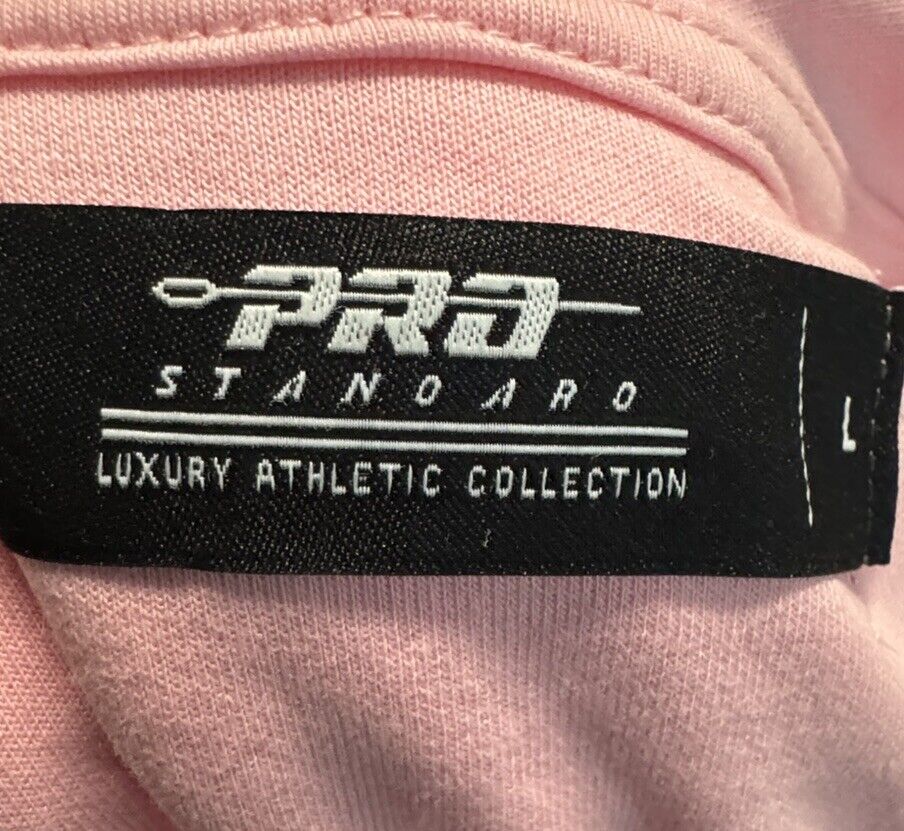 PRO
STANDARD
LUXURY ATHLETIC COLLECTION
L